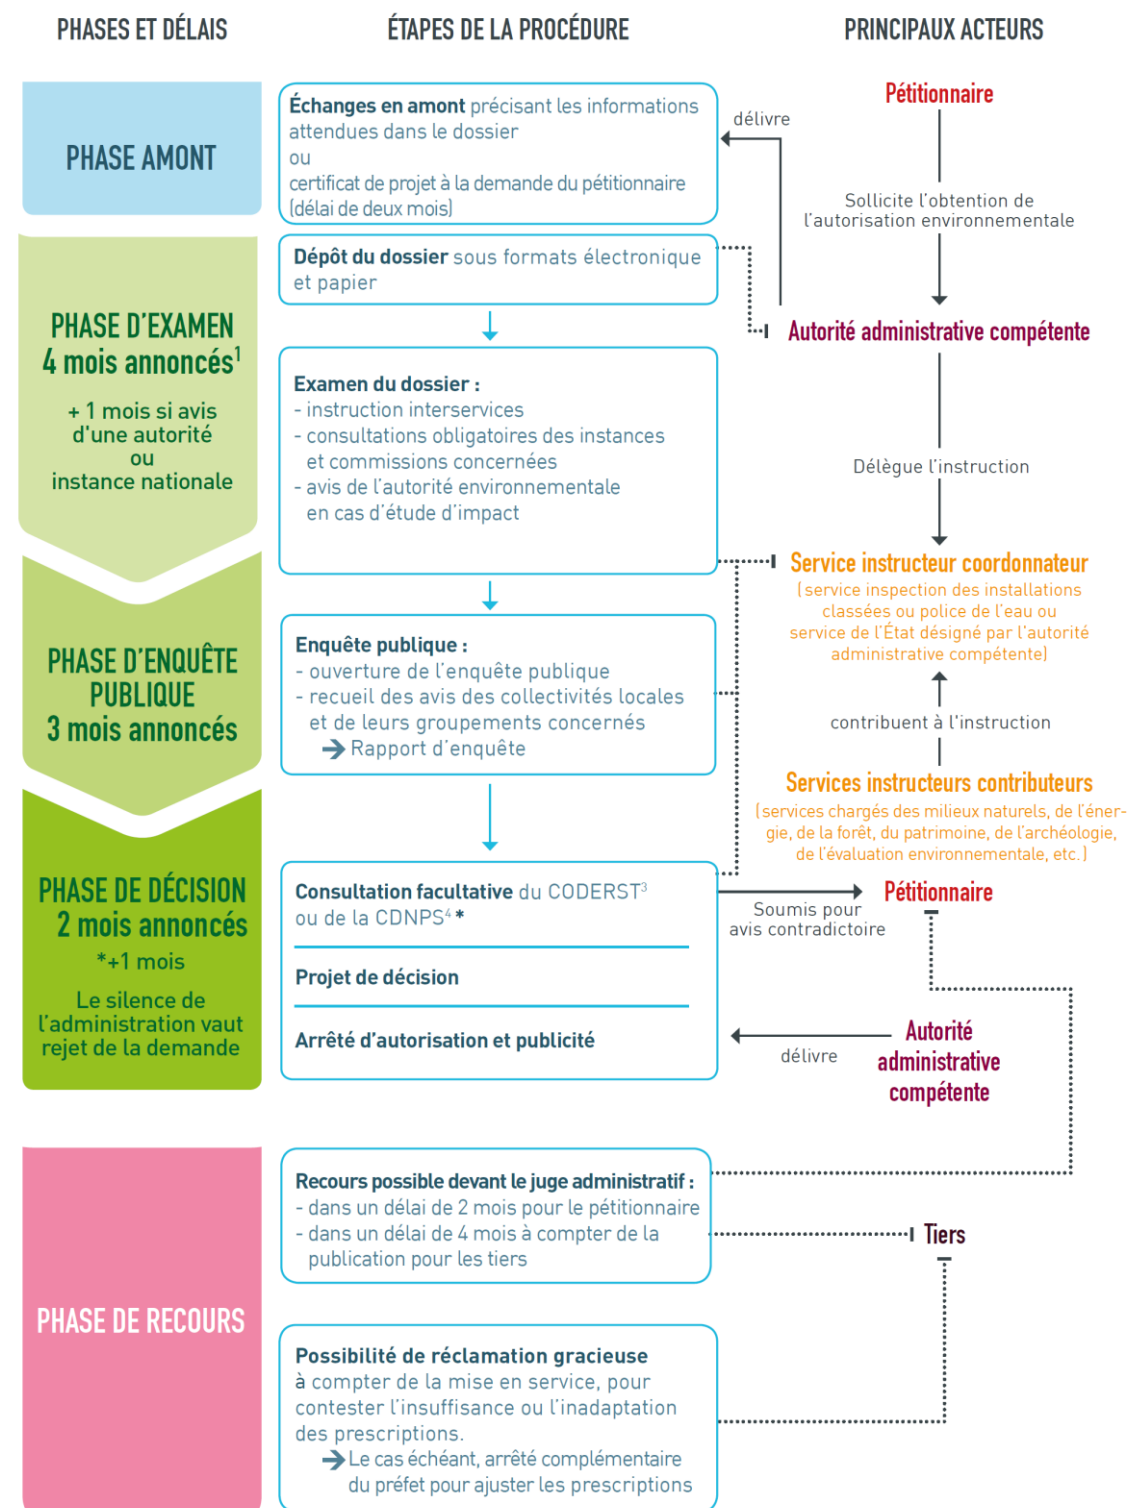 PHASES ET DÉLAIS
ÉTAPES DE LA PROCÉDURE
PRINCIPAUX ACTEURS
PHASE AMONT
Échanges en amont précisant les informations
attendues dans le dossier
ou
certificat de projet à la demande du pétitionnaire
(délai de deux mois)
délivre
Pétitionnaire
Sollicite l’obtention de
l’autorisation environnementale
PHASE D’EXAMEN
4 mois annoncés¹
+ 1 mois si avis
d'une autorité
ou
instance nationale
Dépôt du dossier sous formats électronique
et papier
Autorité administrative compétente
Examen du dossier :
- instruction interservices
- consultations obligatoires des instances
et commissions concernées
- avis de l’autorité environnementale
en cas d’étude d’impact
Délègue l’instruction
Service instructeur coordonnateur
(service inspection des installations
classées ou police de l’eau ou
service de l’État désigné par l'autorité
administrative compétente)
PHASE D’ENQUÊTE
PUBLIQUE
3 mois annoncés
Enquête publique :
- ouverture de l’enquête publique
- recueil des avis des collectivités locales
et de leurs groupements concernés
➔ Rapport d’enquête
contribuent à l'instruction
Services instructeurs contributeurs
(services chargés des milieux naturels, de l’éner-
gie, de la forêt, du patrimoine, de l’archéologie,
de l’évaluation environnementale, etc.)
PHASE DE DÉCISION
2 mois annoncés
*+1 mois
Le silence de
l’administration vaut
rejet de la demande
Consultation facultative du CODERST³
ou de la CDNPS⁴ *
Projet de décision
Arrêté d’autorisation et publicité
Pétitionnaire
Soumis pour
avis contradictoire
Autorité
administrative
compétente
délivre
PHASE DE RECOURS
Recours possible devant le juge administratif :
- dans un délai de 2 mois pour le pétitionnaire
- dans un délai de 4 mois à compter de la
publication pour les tiers
Tiers
Possibilité de réclamation gracieuse
à compter de la mise en service, pour
contester l’insuffisance ou l’inadaptation
des prescriptions.
➔ Le cas échéant, arrêté complémentaire
du préfet pour ajuster les prescriptions